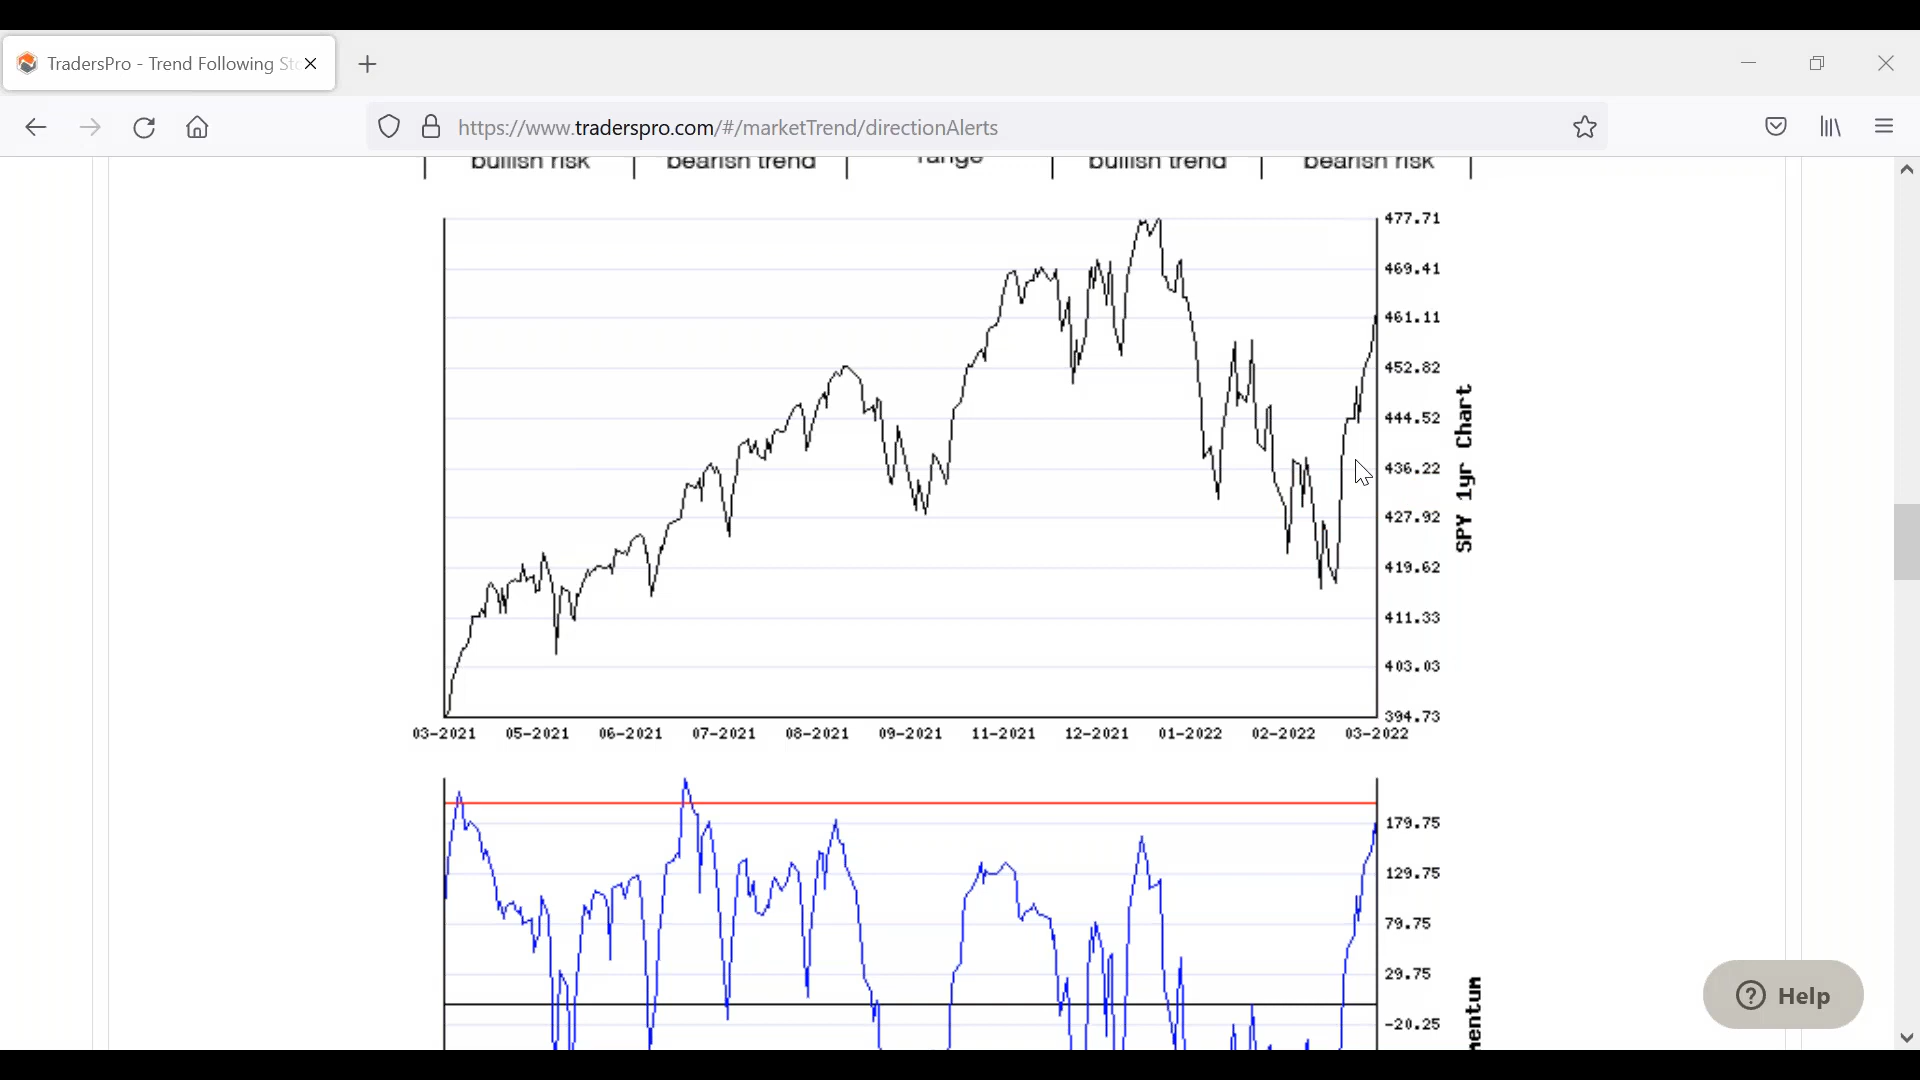 TradersPro - Trend Following Sto
https://www.traderspro.com/#/marketTrend/directionAlerts
bullish risk bearish trend range bullish trend bearish risk
477.71
469.41
461.11
452.82
444.52
436.22
427.92
419.62
411.33
403.03
394.73
SPY 1yr Chart
03-2021 05-2021 06-2021 07-2021 08-2021 09-2021 11-2021 12-2021 01-2022 02-2022 03-2022
179.75
129.75
79.75
29.75
-20.25
mentum
Help